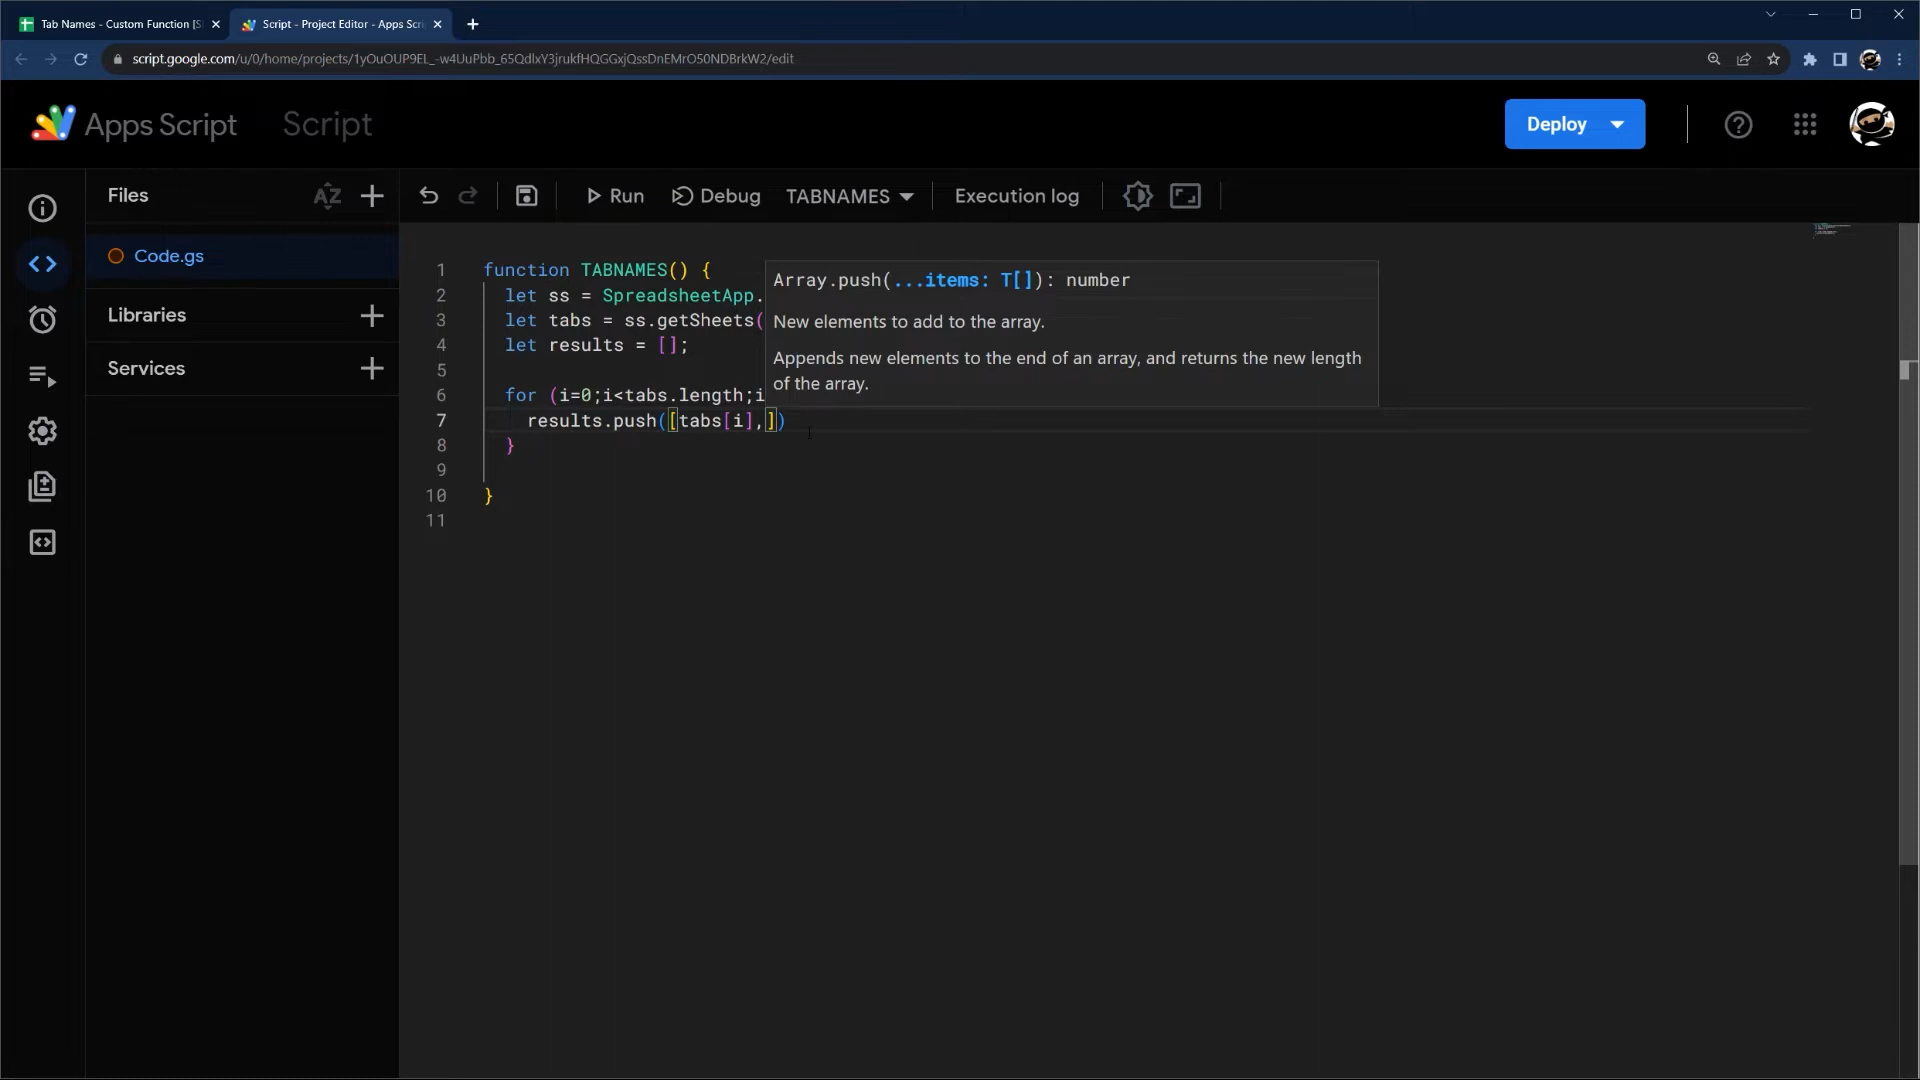 Tab Names - Custom Function [S
Script - Project Editor - Apps Scri
script.google.com/u/0/home/projects/1yOuOUP9EL_-w4UuPbb_65QdlxY3jrukfHQGGxjQssDnEMrO50NDBrkW2/edit
Apps Script
Script
Deploy
Files
AZ
Run
Debug
TABNAMES
Execution log
Code.gs
Libraries
Services
1 function TABNAMES() {
2 let ss = SpreadsheetApp.
3 let tabs = ss.getSheets(
4 let results = [];
5
6 for (i=0;i<tabs.length;i
7 results.push([tabs[i],])
8 }
9
10 }
11
Array.push(...items: T[]): number
New elements to add to the array.
Appends new elements to the end of an array, and returns the new length
of the array.